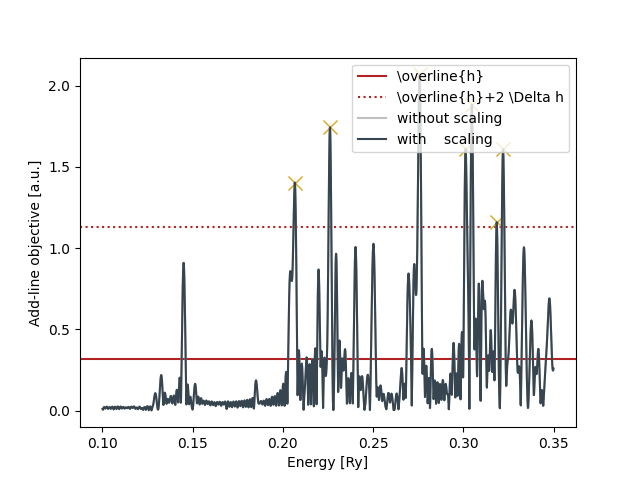 2.0
1.5
1.0
0.5
0.0
Add-line objective [a.u.]
\overline{h}
\overline{h}+2 \Delta h
without scaling
with    scaling
0.10 0.15 0.20 0.25 0.30 0.35
Energy [Ry]